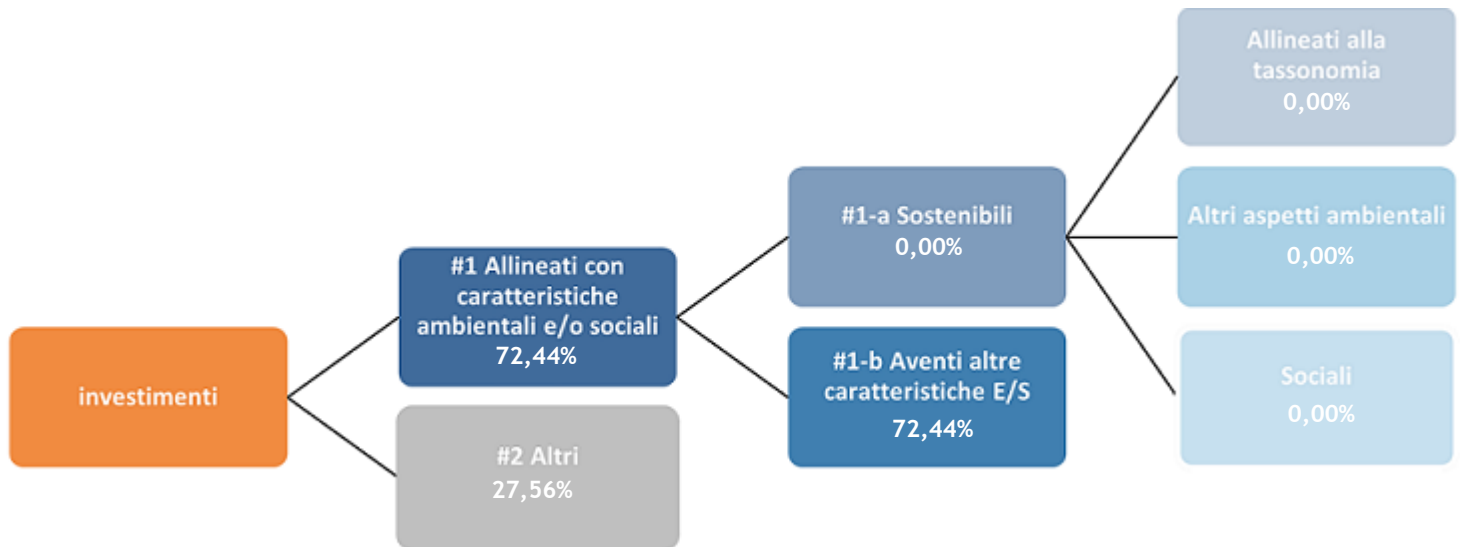 investimenti
#1 Allineati con
caratteristiche
ambientali e/o sociali
72,44%
#2 Altri
27,56%
#1-a Sostenibili
0,00%
#1-b Aventi altre
caratteristiche E/S
72,44%
Allineati alla
tassonomia
0,00%
Altri aspetti ambientali
0,00%
Sociali
0,00%